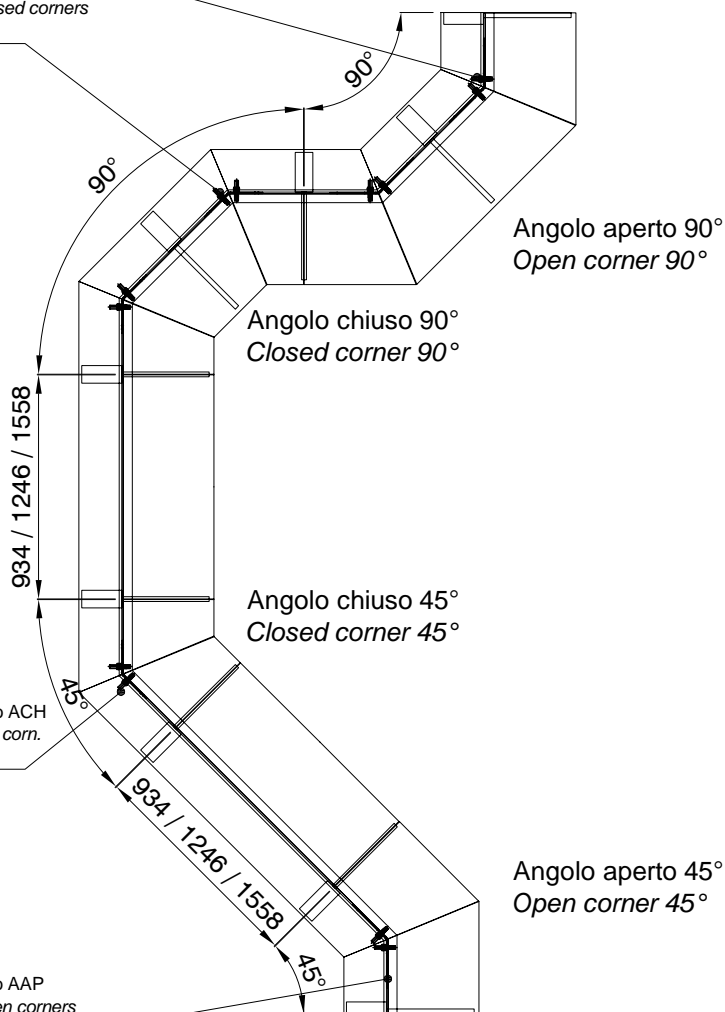 sed corners
90°
90°
Angolo aperto 90°
Open corner 90°
Angolo chiuso 90°
Closed corner 90°
934 / 1246 / 1558
Angolo chiuso 45°
Closed corner 45°
45°
o ACH
corn.
934 / 1246 / 1558
Angolo aperto 45°
Open corner 45°
45°
o AAP
en corners